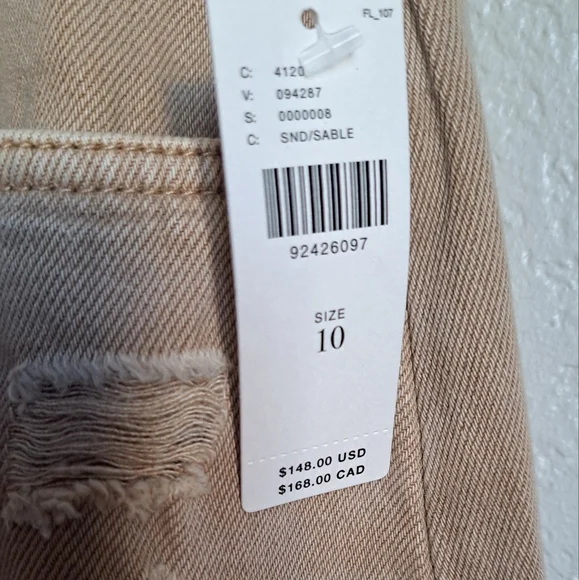 FL_107
C: 4120
V: 094287
S: 0000008
C: SND/SABLE
92426097
SIZE
10
$148.00 USD
$168.00 CAD